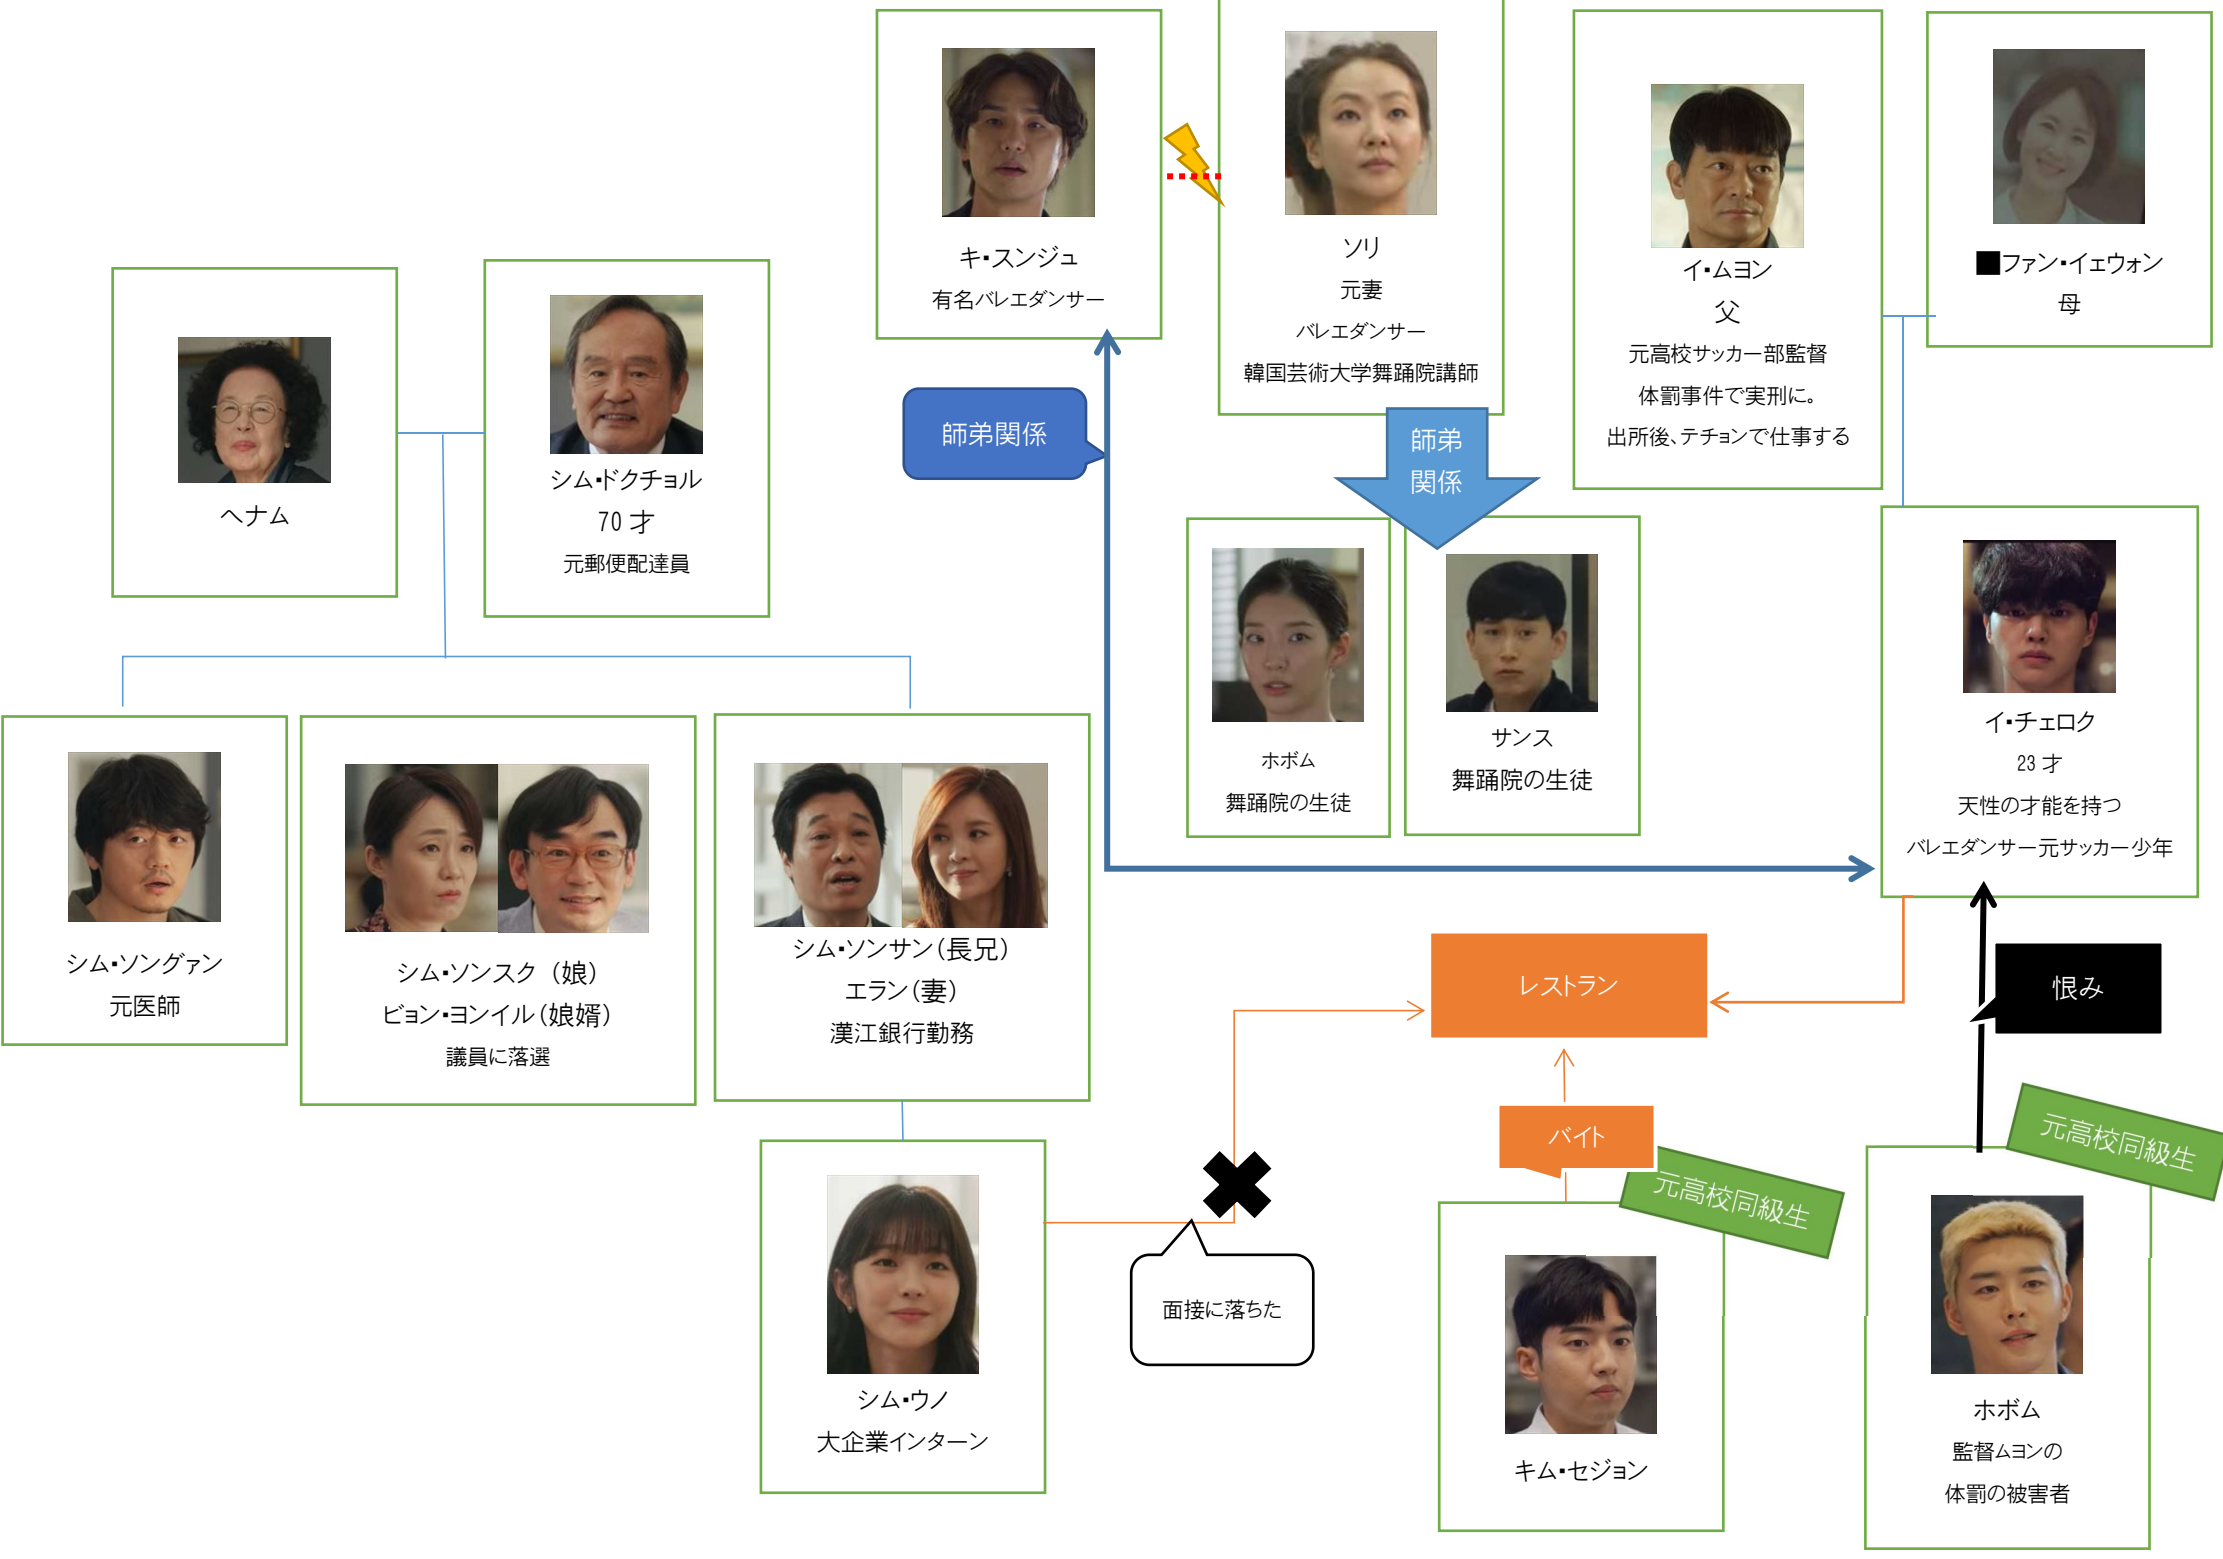 キ・スンジュ
有名バレエダンサー
ソリ
元妻
バレエダンサー
韓国芸術大学舞踊院講師
イ・ムヨン
父
元高校サッカー部監督
体罰事件で実刑に。
出所後、テチョンで仕事する
■ファン・イェウォン
母
ヘナム
シム・ドクチョル
70才
元郵便配達員
師弟関係
師弟
関係
ホボム
舞踊院の生徒
サンス
舞踊院の生徒
イ・チェロク
23才
天性の才能を持つ
バレエダンサー元サッカー少年
シム・ソングァン
元医師
シム・ソンスク（娘）
ビョン・ヨンイル（娘婿）
議員に落選
シム・ソンサン（長兄）
エラン（妻）
漢江銀行勤務
レストラン
恨み
バイト
元高校同級生
元高校同級生
面接に落ちた
シム・ウノ
大企業インターン
キム・セジョン
ホボム
監督ムヨンの
体罰の被害者